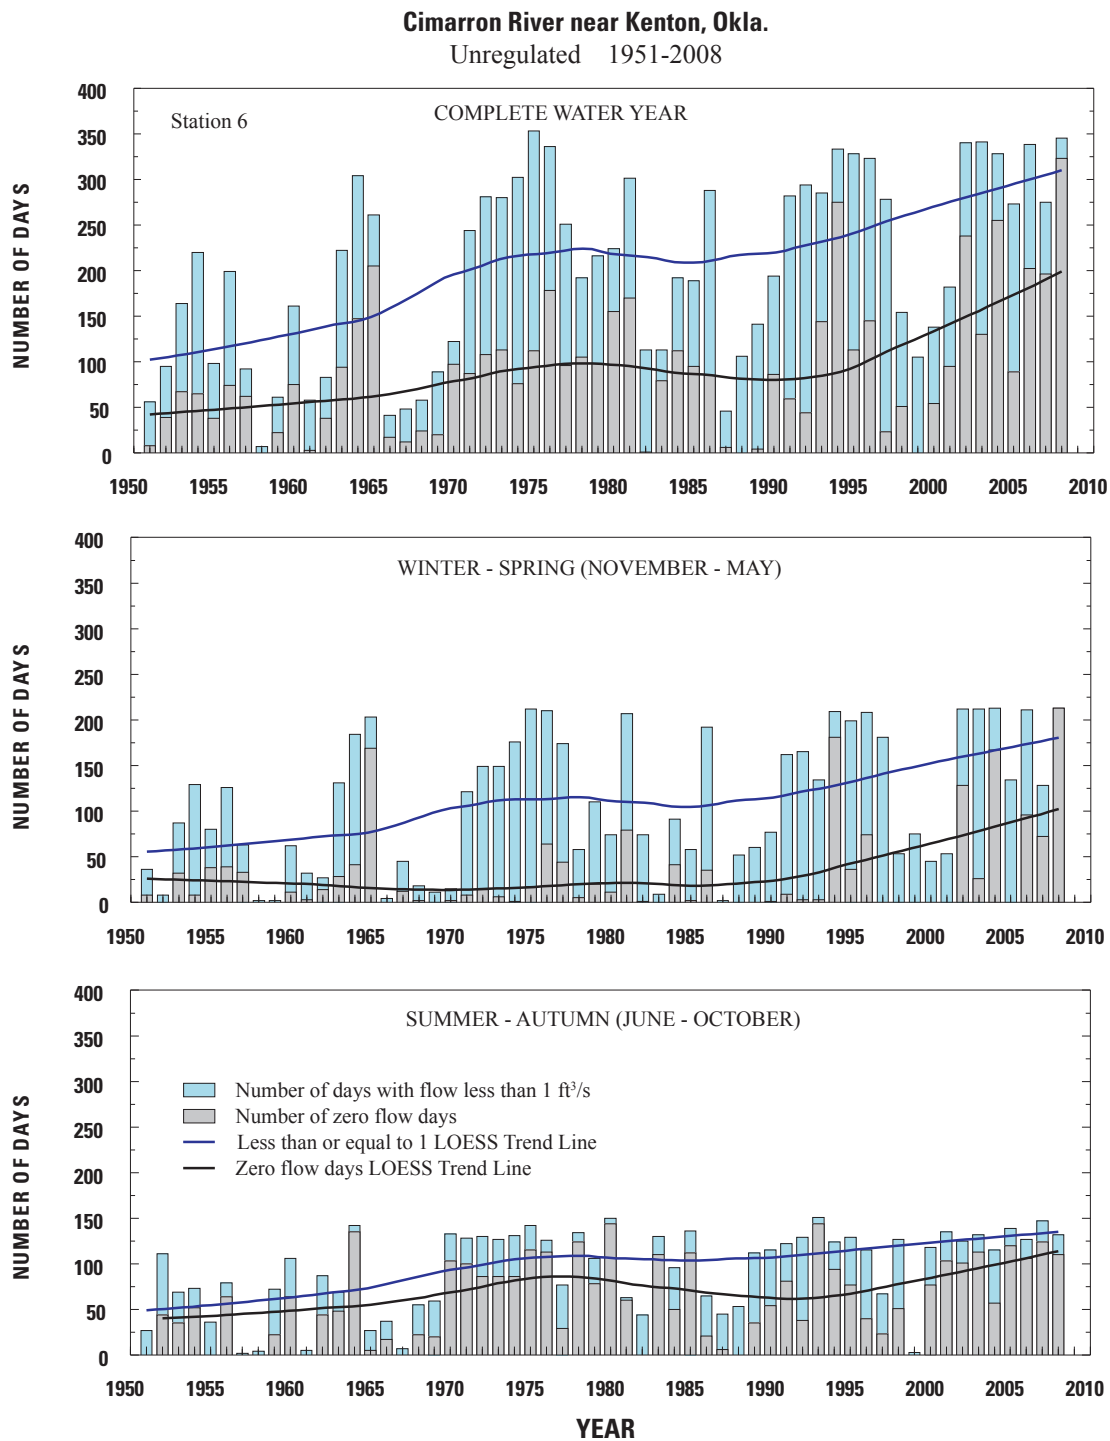 Cimarron River near Kenton, Okla.
Unregulated 1951-2008
Station 6
COMPLETE WATER YEAR
NUMBER OF DAYS
400
350
300
250
200
150
100
50
0
1950 1955 1960 1965 1970 1975 1980 1985 1990 1995 2000 2005 2010
WINTER - SPRING (NOVEMBER - MAY)
NUMBER OF DAYS
400
350
300
250
200
150
100
50
0
1950 1955 1960 1965 1970 1975 1980 1985 1990 1995 2000 2005 2010
SUMMER - AUTUMN (JUNE - OCTOBER)
NUMBER OF DAYS
400
350
300
250
200
150
100
50
0
Number of days with flow less than 1 ft³/s
Number of zero flow days
Less than or equal to 1 LOESS Trend Line
Zero flow days LOESS Trend Line
1950 1955 1960 1965 1970 1975 1980 1985 1990 1995 2000 2005 2010
YEAR